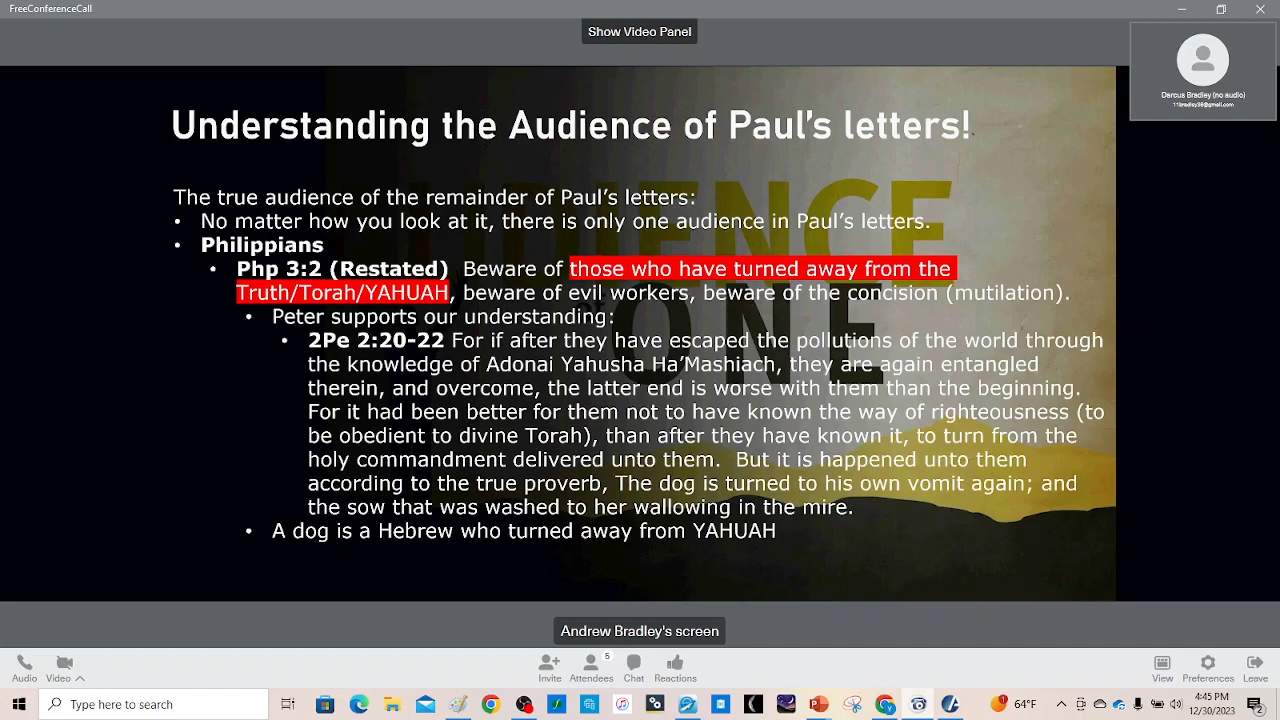 FreeConferenceCall
Show Video Panel
Darcus Bradley (no audio)
Understanding the Audience of Paul's letters!
The true audience of the remainder of Paul's letters:
• No matter how you look at it, there is only one audience in Paul's letters.
• Philippians
• Php 3:2 (Restated) Beware of those who have turned away from the
Truth/Torah/YAHUAH, beware of evil workers, beware of the concision (mutilation).
• Peter supports our understanding:
• 2Pe 2:20-22 For if after they have escaped the pollutions of the world through
the knowledge of Adonai Yahusha Ha'Mashiach, they are again entangled
therein, and overcome, the latter end is worse with them than the beginning.
For it had been better for them not to have known the way of righteousness (to
be obedient to divine Torah), than after they have known it, to turn from the
holy commandment delivered unto them. But it is happened unto them
according to the true proverb, The dog is turned to his own vomit again; and
the sow that was washed to her wallowing in the mire.
• A dog is a Hebrew who turned away from YAHUAH
AUDIENCE
OF
ONE
Andrew Bradley's screen
Audio
Video
5
Invite
Attendees
Chat
Reactions
View
Preferences
Leave
Type here to search
64°F
4:45 PM
12/30/2023
2